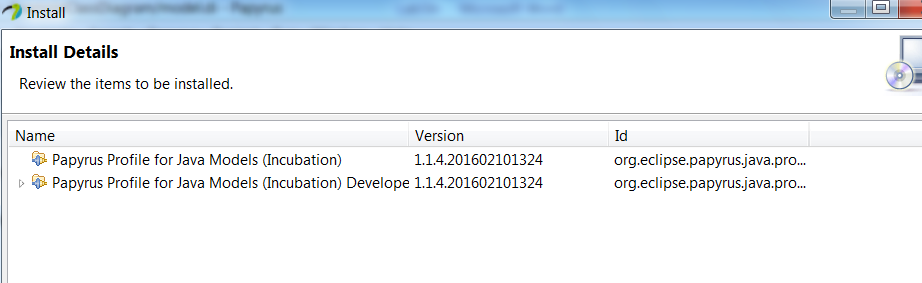 Install
Install Details
Review the items to be installed.
Name Version Id
Papyrus Profile for Java Models (Incubation) 1.1.4.201602101324 org.eclipse.papyrus.java.pro...
Papyrus Profile for Java Models (Incubation) Develope 1.1.4.201602101324 org.eclipse.papyrus.java.pro...